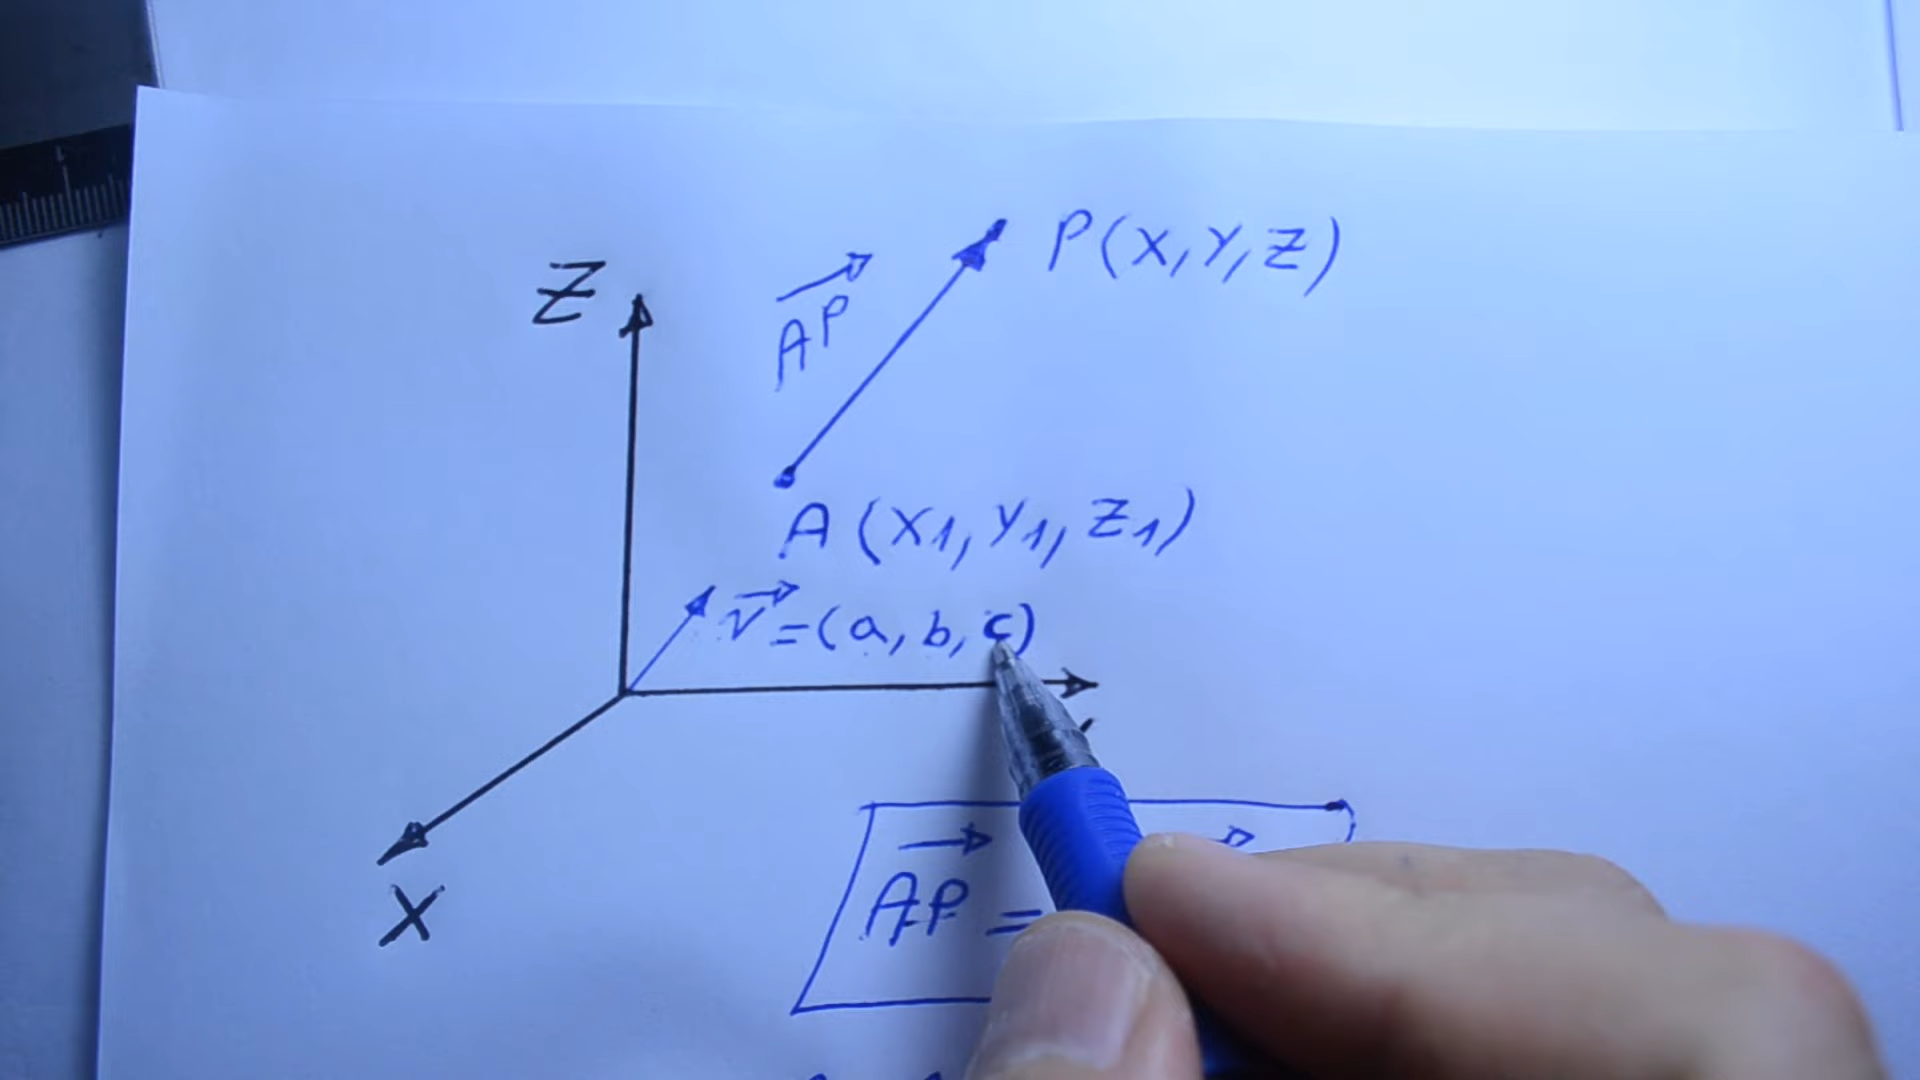 P(X,Y,Z)
Z
AP
A(X1,Y1,Z1)
V=(a,b,c)
AP =
X